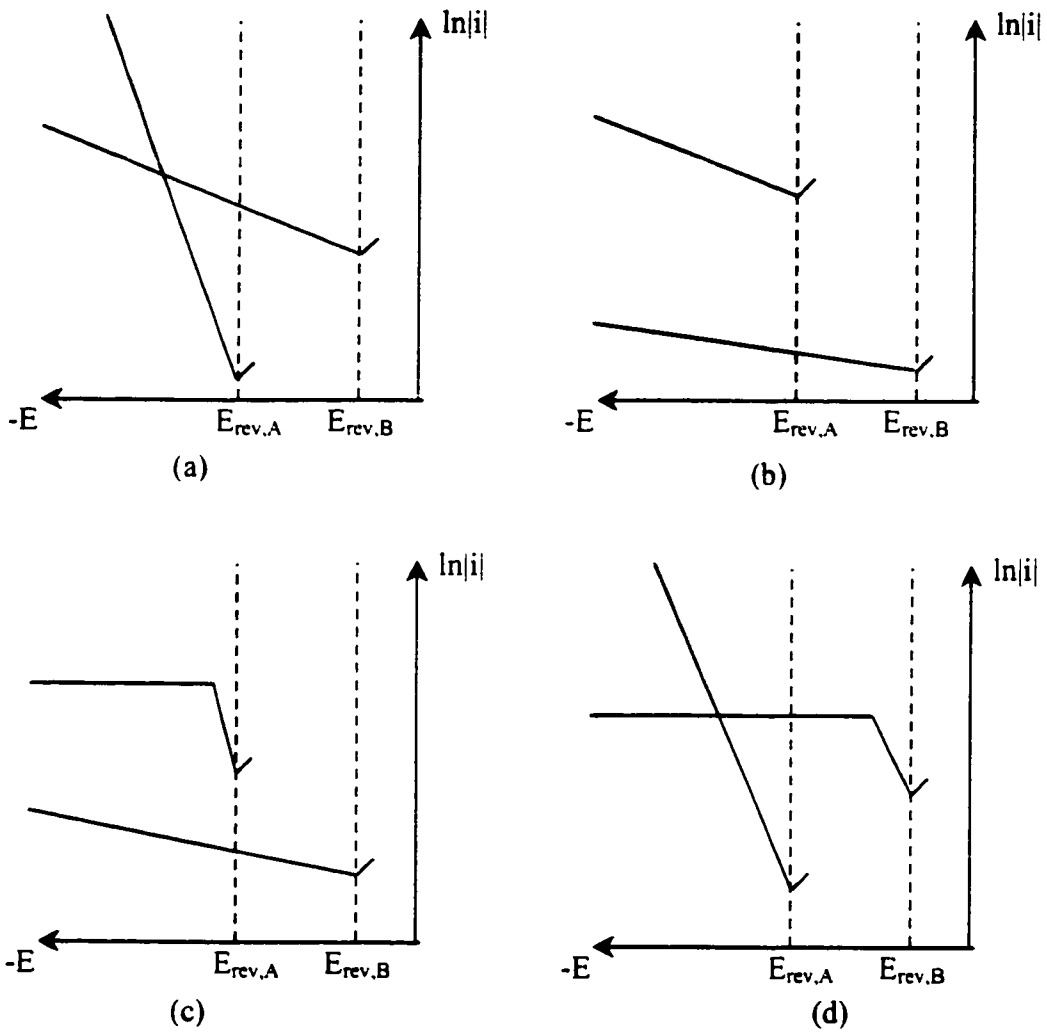 ln|i|
-E
E_rev,A
E_rev,B
(a)
ln|i|
-E
E_rev,A
E_rev,B
(b)
ln|i|
-E
E_rev,A
E_rev,B
(c)
ln|i|
-E
E_rev,A
E_rev,B
(d)